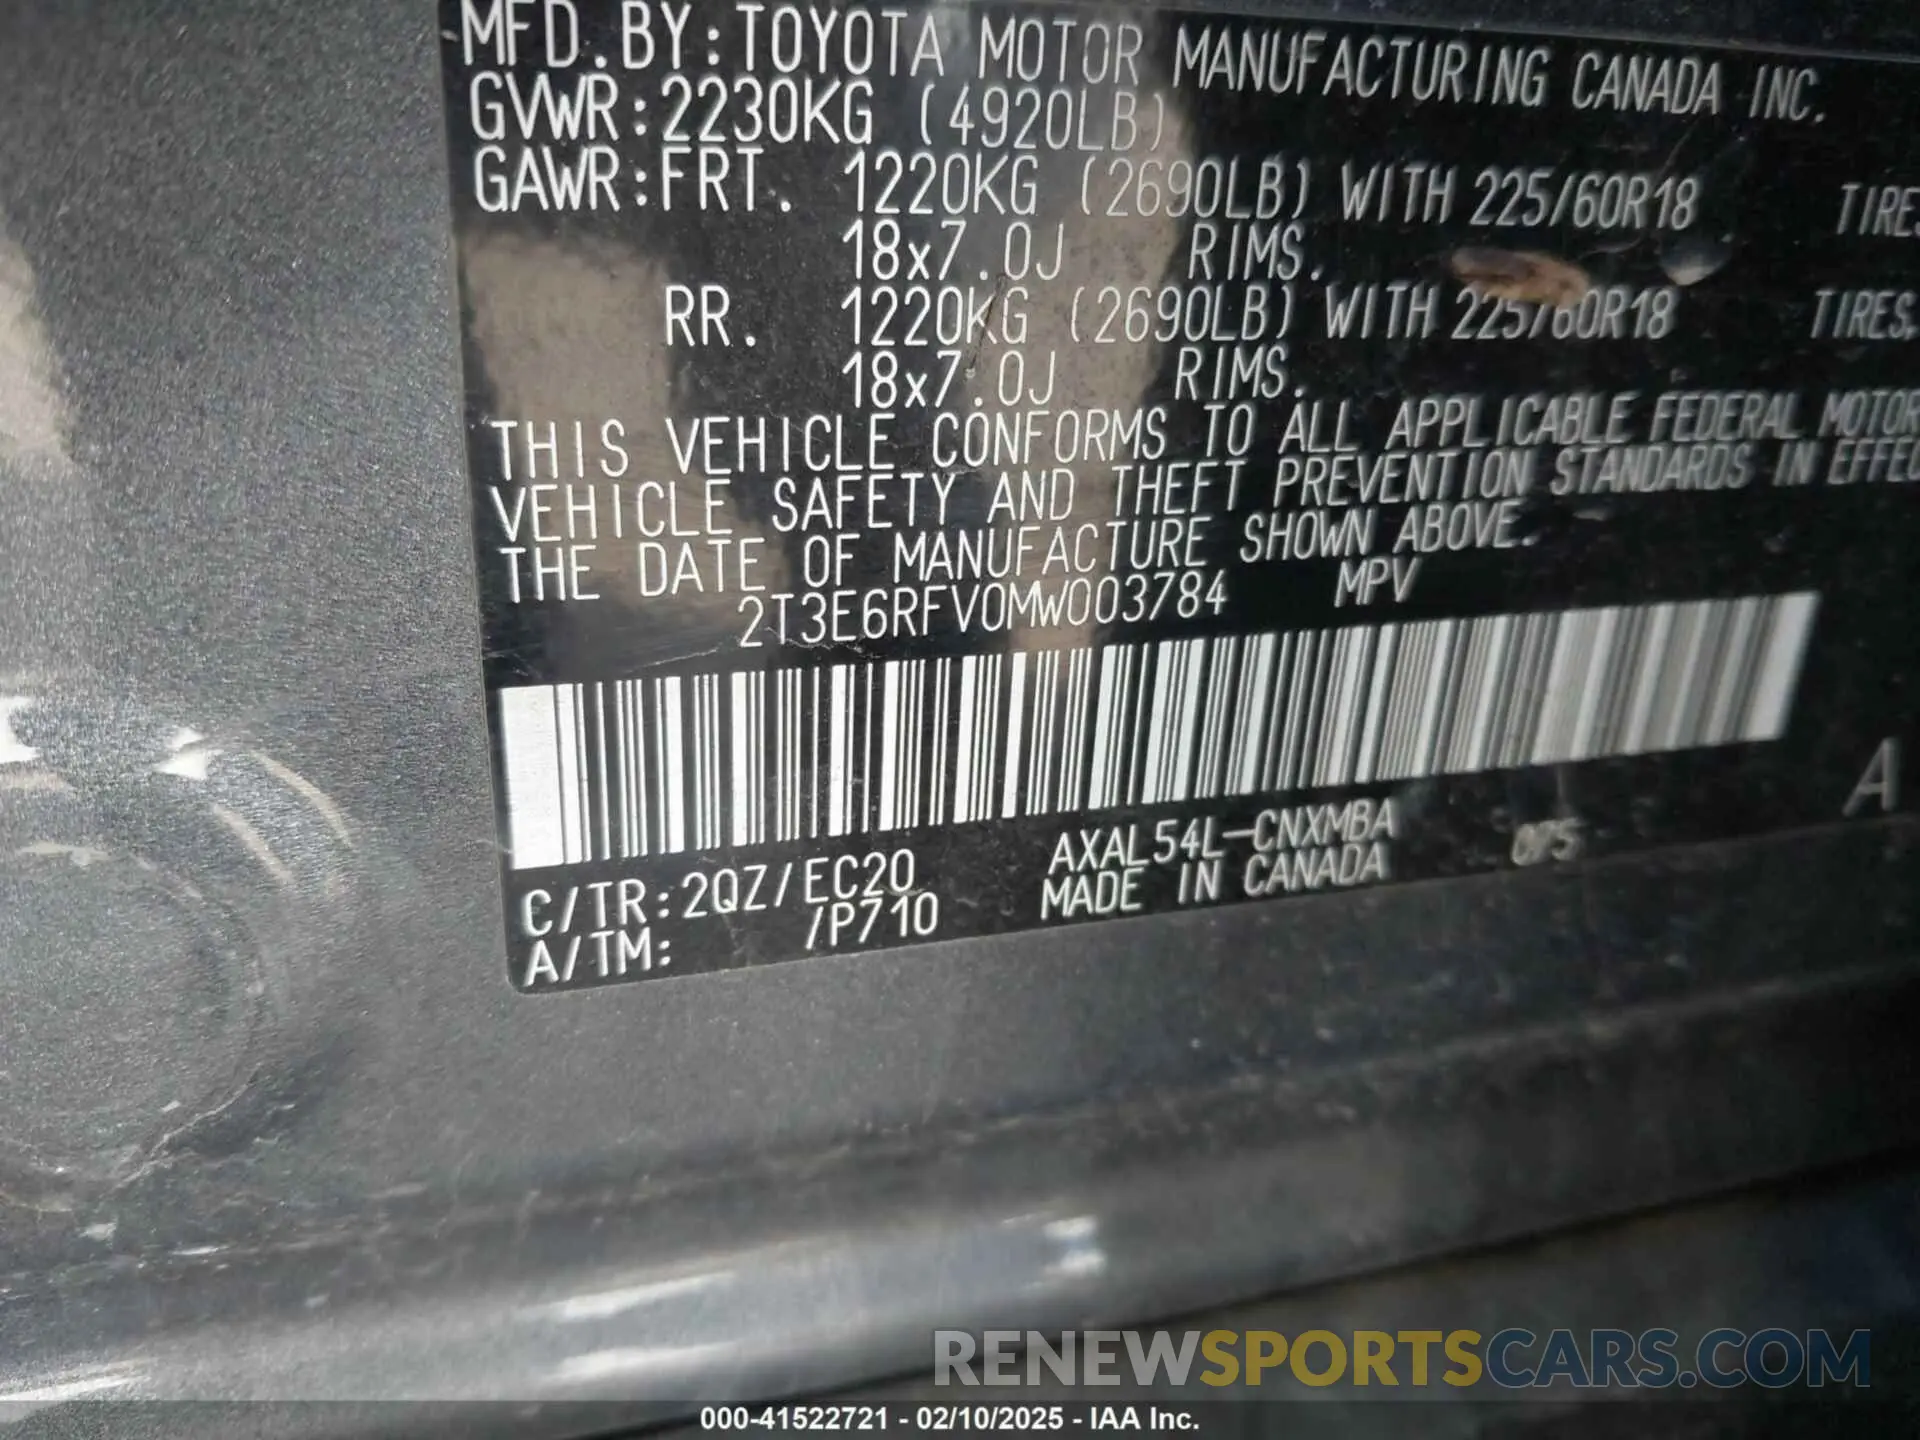 MFD.BY:TOYOTA MOTOR MANUFACTURING CANADA INC.
GVWR:2230KG (4920LB)
GAWR:FRT. 1220KG (2690LB) WITH 225/60R18 TIRES
18x7.0J RIMS.
RR. 1220KG (2690LB) WITH 225/60R18 TIRES,
18x7.0J RIMS.
THIS VEHICLE CONFORMS TO ALL APPLICABLE FEDERAL MOTOR
VEHICLE SAFETY AND THEFT PREVENTION STANDARDS IN EFFEC
THE DATE OF MANUFACTURE SHOWN ABOVE.
2T3E6RFV0MW003784 MPV
A
C/TR:2QZ/EC20 AXAL54L-CNXMBA 075
A/TM: /P710 MADE IN CANADA
RENEWSPORTSCARS.COM
000-41522721 - 02/10/2025 - IAA Inc.